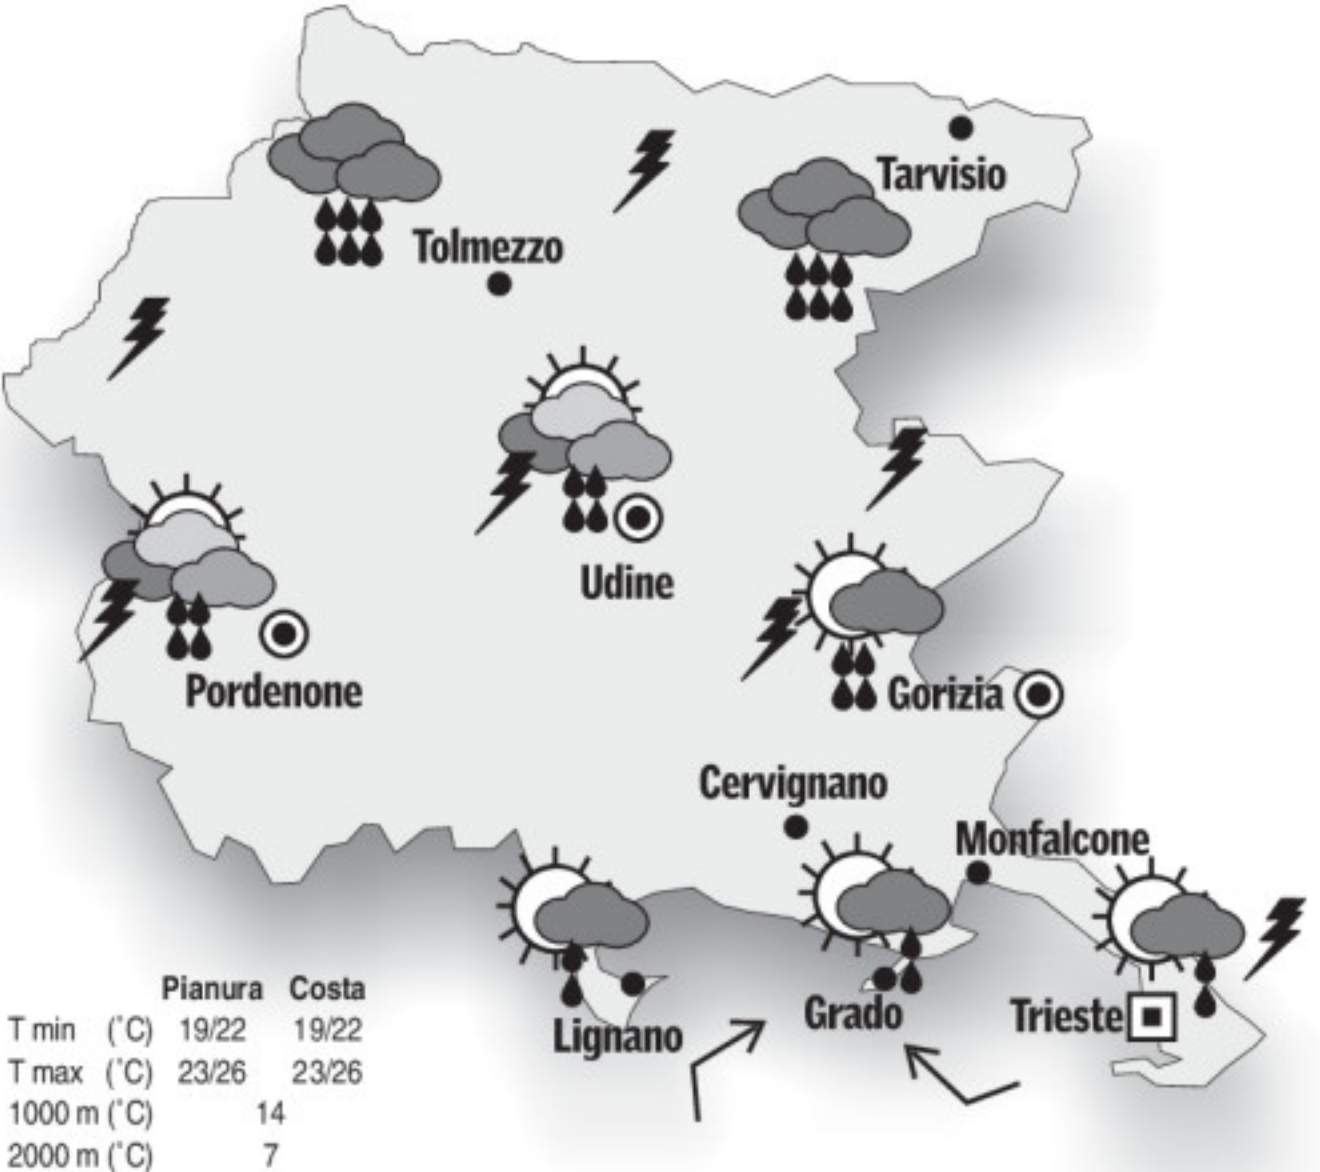 Tarvisio
Tolmezzo
Udine
Pordenone
Gorizia
Cervignano
Monfalcone
Grado
Trieste
Lignano
Pianura Costa
T min (°C) 19/22 19/22
T max (°C) 23/26 23/26
1000 m (°C) 14
2000 m (°C) 7